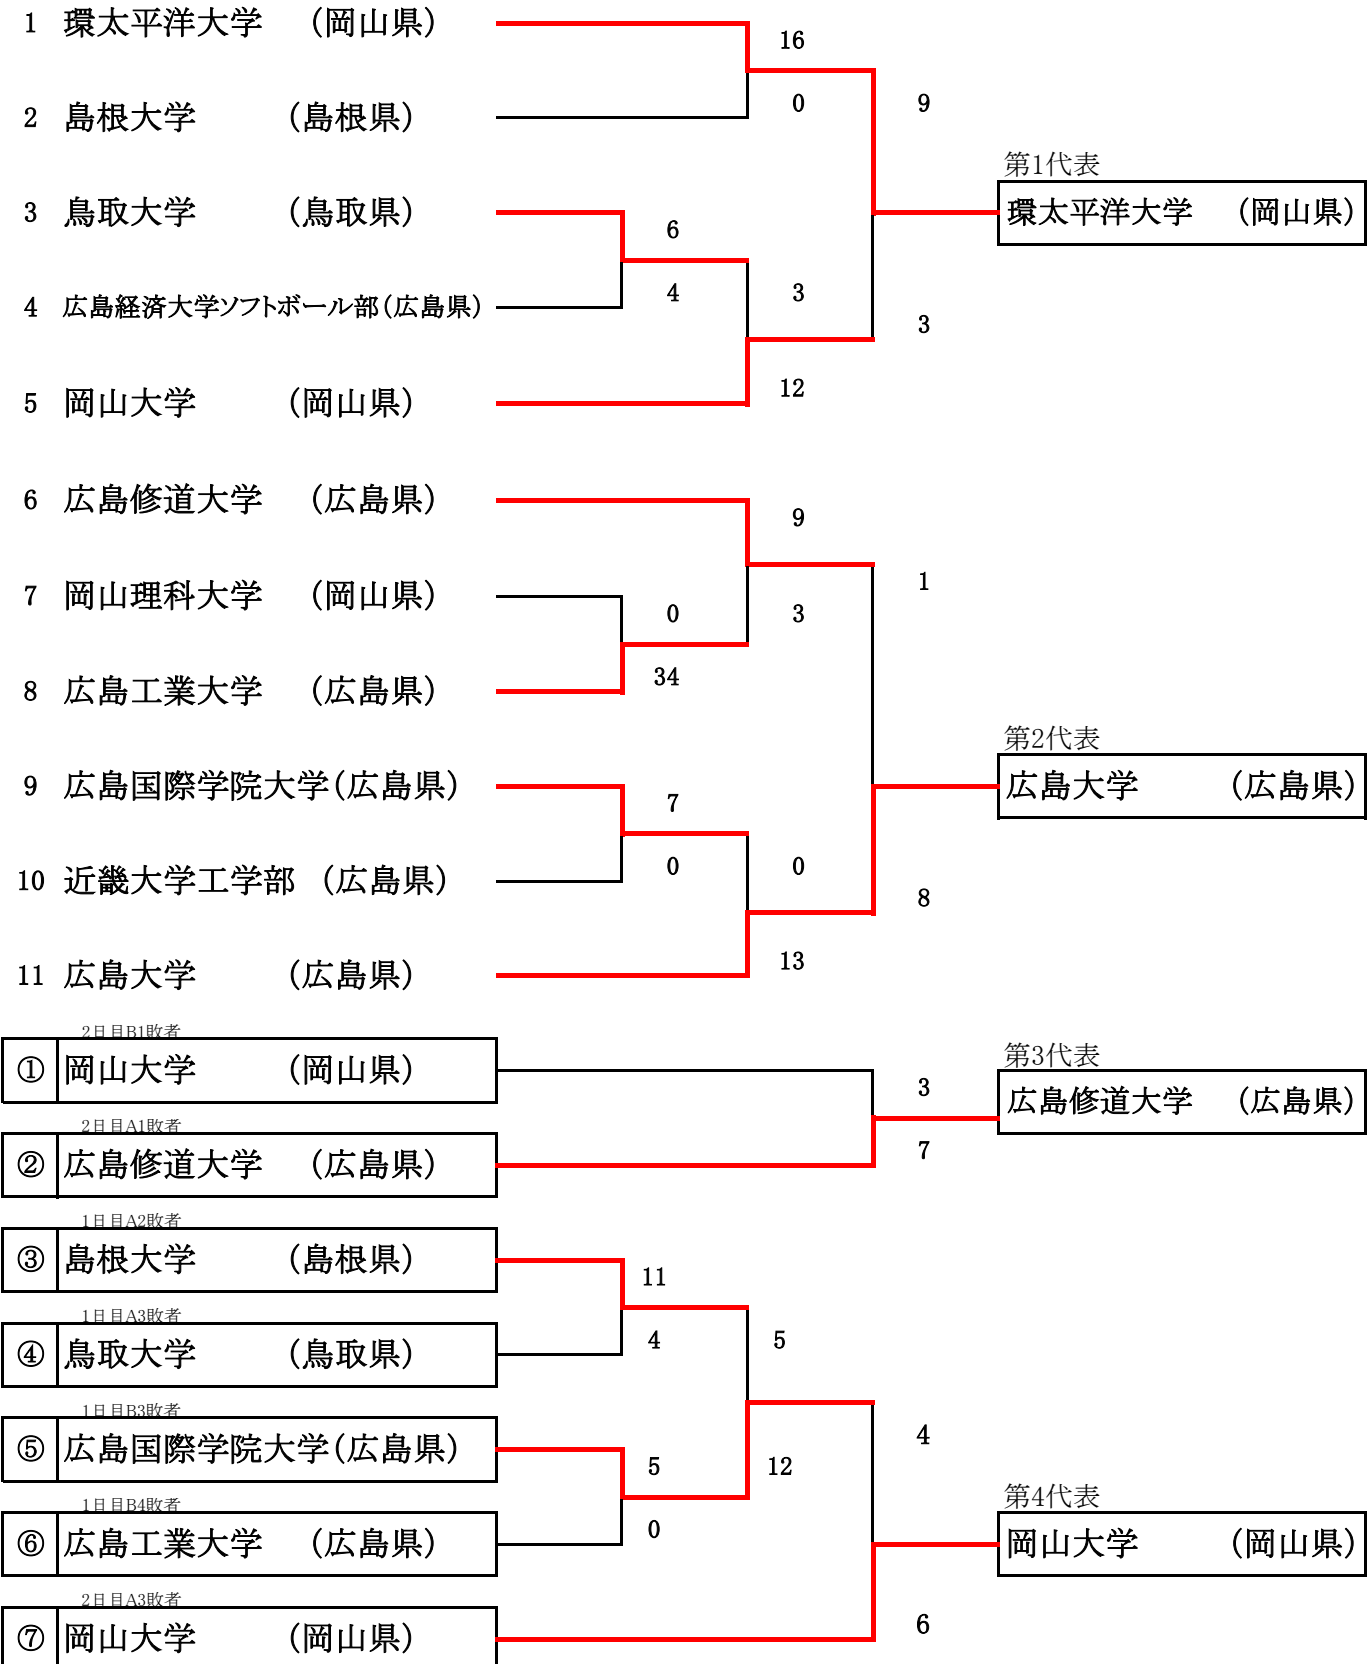 1 環太平洋大学 (岡山県)
16
2 島根大学 (島根県)
0
9
第1代表
環太平洋大学 (岡山県)
3 鳥取大学 (鳥取県)
6
4 広島経済大学ソフトボール部(広島県)
4
3
3
5 岡山大学 (岡山県)
12
6 広島修道大学 (広島県)
9
7 岡山理科大学 (岡山県)
1
0
3
8 広島工業大学 (広島県)
34
第2代表
広島大学 (広島県)
9 広島国際学院大学(広島県)
7
10 近畿大学工学部 (広島県)
0
0
8
11 広島大学 (広島県)
13
2日目B1敗者
① 岡山大学 (岡山県)
3
第3代表
広島修道大学 (広島県)
2日目A1敗者
② 広島修道大学 (広島県)
7
1日目A2敗者
③ 島根大学 (島根県)
11
1日目A3敗者
④ 鳥取大学 (鳥取県)
4
5
1日目B3敗者
⑤ 広島国際学院大学(広島県)
5
12
4
1日目B4敗者
⑥ 広島工業大学 (広島県)
0
第4代表
岡山大学 (岡山県)
2日目A3敗者
⑦ 岡山大学 (岡山県)
6